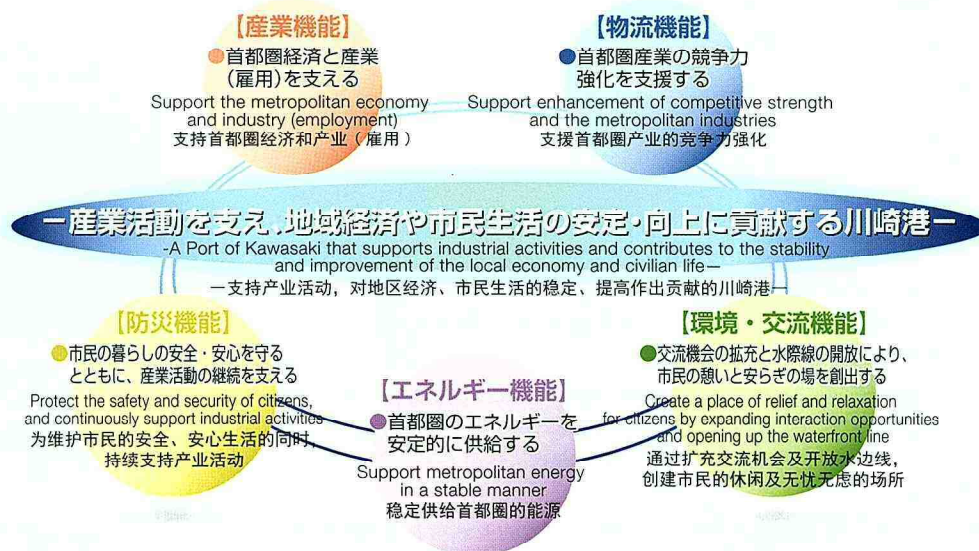 【産業機能】
●首都圏経済と産業
(雇用)を支える
Support the metropolitan economy
and industry (employment)
支持首都圏经济和产业（雇用）
【物流機能】
●首都圏産業の競争力
強化を支援する
Support enhancement of competitive strength
and the metropolitan industries
支援首都圏产业的竞争力强化
ー産業活動を支え、地域経済や市民生活の安定・向上に貢献する川崎港ー
-A Port of Kawasaki that supports industrial activities and contributes to the stability
and improvement of the local economy and civilian life—
—支持产业活动，对地区经济、市民生活的稳定、提高作出贡献的川崎港—
【防災機能】
●市民の暮らしの安全・安心を守る
とともに、産業活動の継続を支える
Protect the safety and security of citizens,
and continuously support industrial activities
为维护市民的安全、安心生活的同时,
持续支持产业活动
【エネルギー機能】
●首都圏のエネルギーを
安定的に供給する
Support metropolitan energy
in a stable manner
稳定供给首都圏的能源
【環境・交流機能】
●交流機会の拡充と水際線の開放により、
市民の憩いと安らぎの場を創出する
Create a place of relief and relaxation
for citizens by expanding interaction opportunities
and opening up the waterfront line
通过扩充交流机会及开放水边线，
创建市民的休闲及无忧无虑的场所